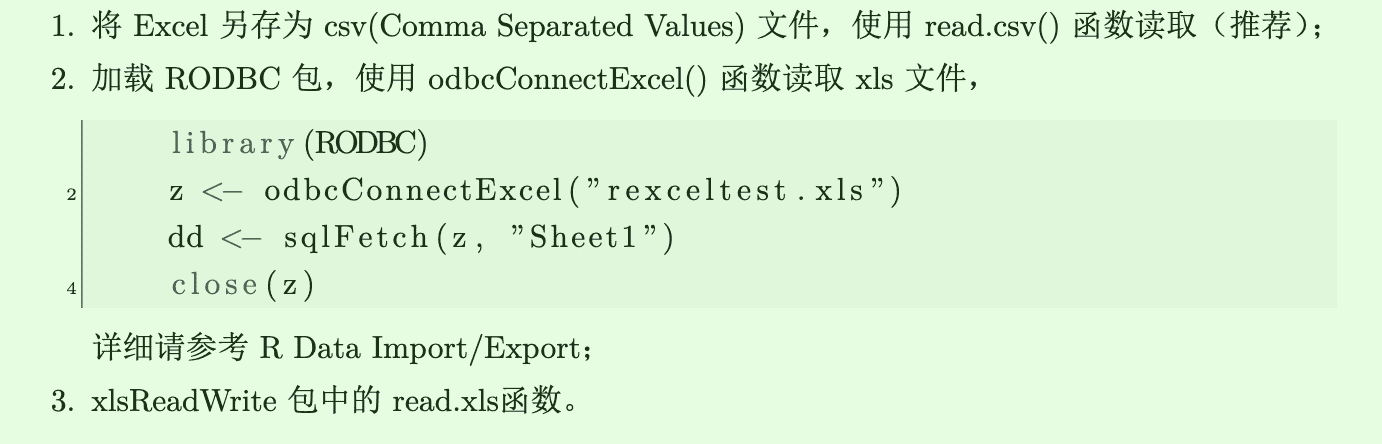 1. 将 Excel 另存为 csv(Comma Separated Values) 文件，使用 read.csv() 函数读取（推荐）；
2. 加载 RODBC 包，使用 odbcConnectExcel() 函数读取 xls 文件，
library(RODBC)
2 z <- odbcConnectExcel("rexceltest.xls")
dd <- sqlFetch(z, "Sheet1")
4 close(z)
详细请参考 R Data Import/Export；
3. xlsReadWrite 包中的 read.xls函数。